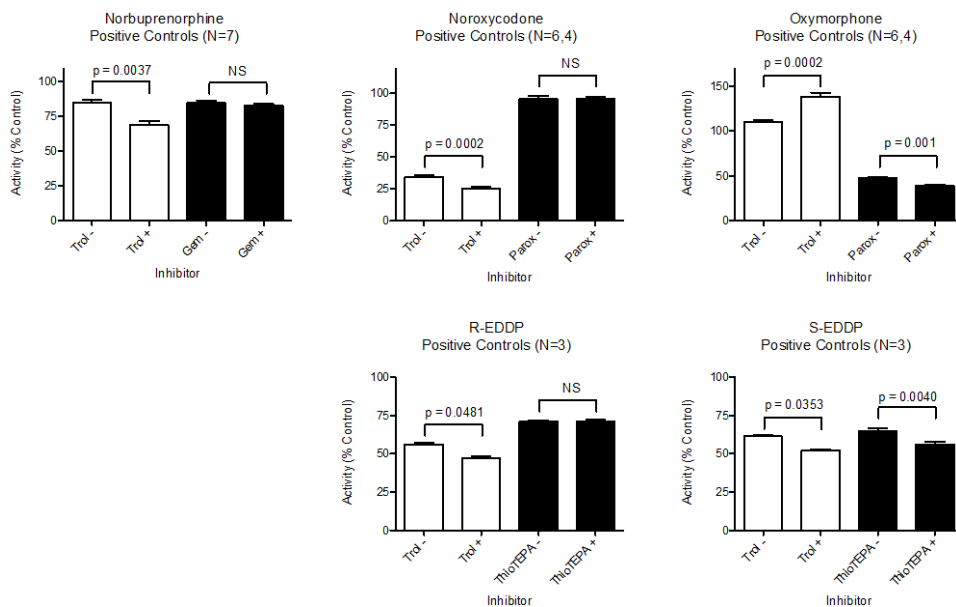 Norbuprenorphine
Positive Controls (N=7)
Activity (% Control)
100
75
50
25
0
p = 0.0037
NS
Trol -
Trol +
Gem -
Gem +
Inhibitor
Noroxycodone
Positive Controls (N=6,4)
Activity (% Control)
100
75
50
25
0
p = 0.0002
NS
Trol -
Trol +
Parox -
Parox +
Inhibitor
Oxymorphone
Positive Controls (N=6,4)
Activity (% Control)
150
100
50
0
p = 0.0002
p = 0.001
Trol -
Trol +
Parox -
Parox +
Inhibitor
R-EDDP
Positive Controls (N=3)
Activity (% Control)
100
75
50
25
0
p = 0.0481
NS
Trol -
Trol +
ThioTEPA -
ThioTEPA +
Inhibitor
S-EDDP
Positive Controls (N=3)
Activity (% Control)
100
75
50
25
0
p = 0.0353
p = 0.0040
Trol -
Trol +
ThioTEPA -
ThioTEPA +
Inhibitor